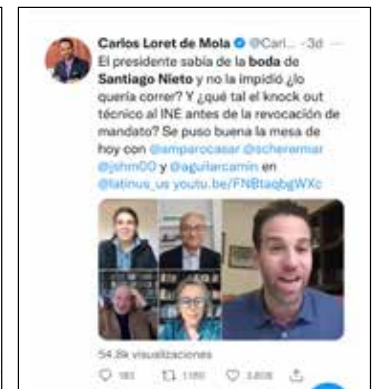 Carlos Loret de Mola @Carl... · 3d
El presidente sabía de la boda de
Santiago Nieto y no la impidió ¿lo
quería correr? Y ¿qué tal el knock out
técnico al INE antes de la revocación de
mandato? Se puso buena la mesa de
hoy con @amparocasar @scherermar
@jshm00 y @aguilarcamin en
@latinus_us youtu.be/FNBtaqbgWXc
54.8k visualizaciones